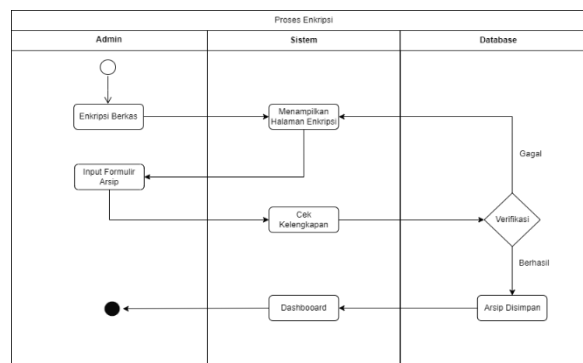 Proses Enkripsi
Admin
Sistem
Database
Enkripsi Berkas
Menampilkan
Halaman Enkripsi
Gagal
Input Formulir
Arsip
Cek
Kelengkapan
Verifikasi
Berhasil
Dashbooard
Arsip Disimpan